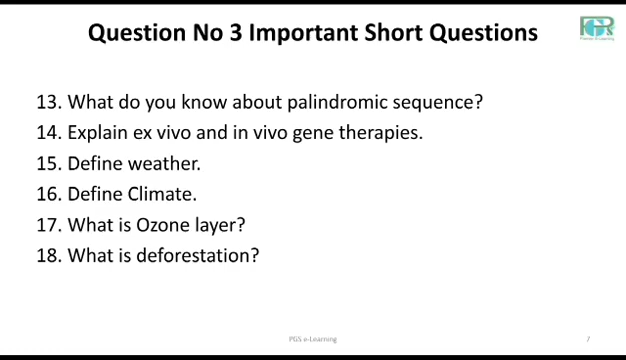 Question No 3 Important Short Questions
13. What do you know about palindromic sequence?
14. Explain ex vivo and in vivo gene therapies.
15. Define weather.
16. Define Climate.
17. What is Ozone layer?
18. What is deforestation?
PGS e-Learning
7